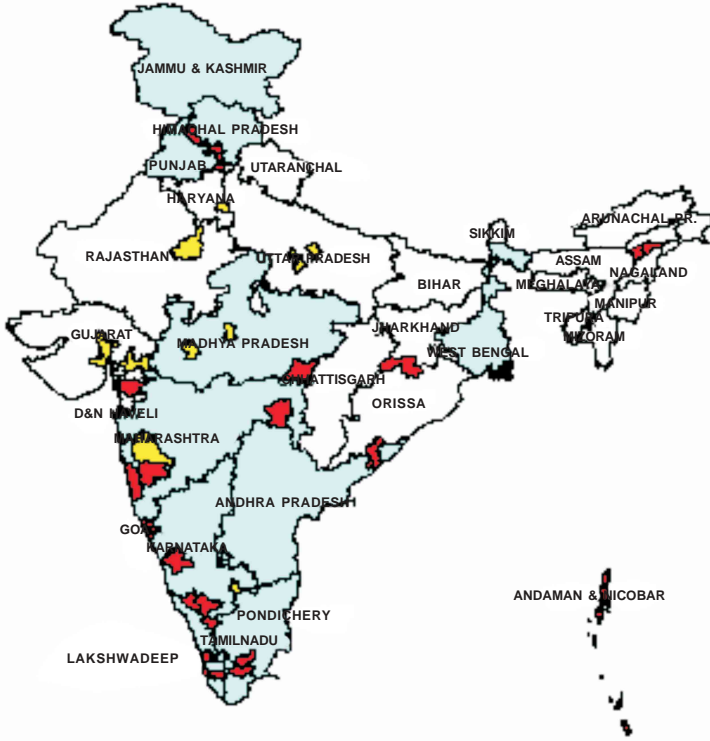 JAMMU & KASHMIR
HIMACHAL PRADESH
PUNJAB
UTARANCHAL
HARYANA
ARUNACHAL PR.
SIKKIM
RAJASTHAN
UTTAR PRADESH
ASSAM
NAGALAND
BIHAR
MEGHALAYA
MANIPUR
TRIPURA
GUJARAT
JHARKHAND
MADHYA PRADESH
MIZORAM
WEST BENGAL
CHHATTISGARH
ORISSA
D&N HAVELI
MAHARASHTRA
ANDHRA PRADESH
GOA
KARNATAKA
ANDAMAN & NICOBAR
PONDICHERY
TAMILNADU
LAKSHWADEEP